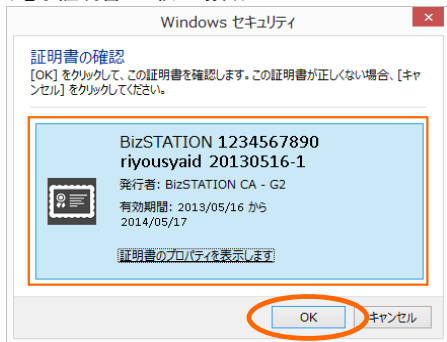 Windows セキュリティ
証明書の確認
[OK] をクリックして、この証明書を確認します。この証明書が正しくない場合、[キャ
ンセル] をクリックしてください。
BizSTATION 1234567890
riyousyaid 20130516-1
発行者: BizSTATION CA - G2
有効期間: 2013/05/16 から
2014/05/17
証明書のプロパティを表示します
OK
キャンセル